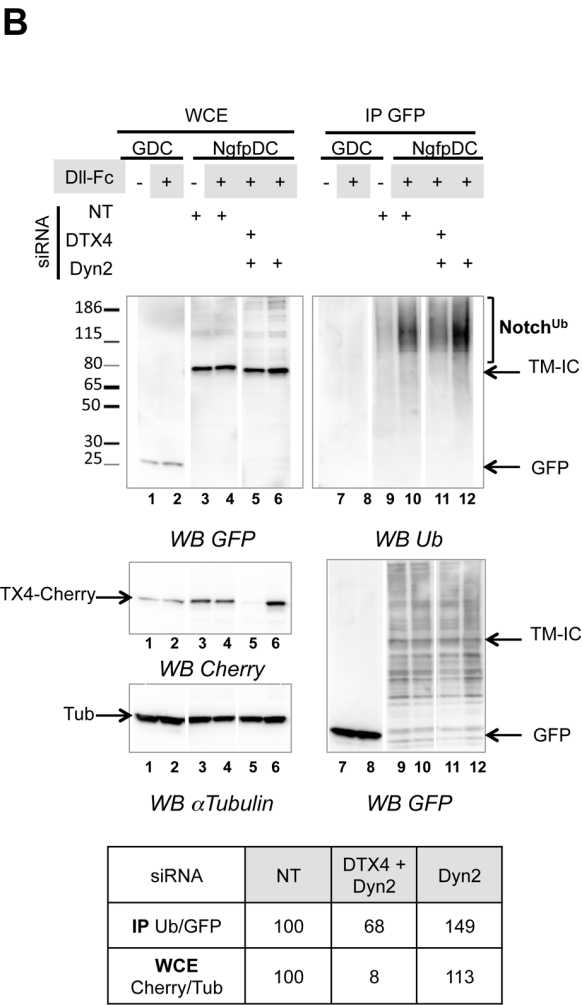 B
WCE IP GFP
GDC NgfpDC GDC NgfpDC
Dll-Fc - + - + + + - + - + + +
siRNA
NT + + + +
DTX4 + +
Dyn2 + + + +
186
115
80
65
50
30
25
Notch^Ub
TM-IC
GFP
1 2 3 4 5 6 7 8 9 10 11 12
WB GFP WB Ub
TX4-Cherry
1 2 3 4 5 6
WB Cherry
TM-IC
Tub
GFP
1 2 3 4 5 6 7 8 9 10 11 12
WB αTubulin WB GFP
siRNA NT DTX4 + Dyn2 Dyn2
IP Ub/GFP 100 68 149
WCE Cherry/Tub 100 8 113